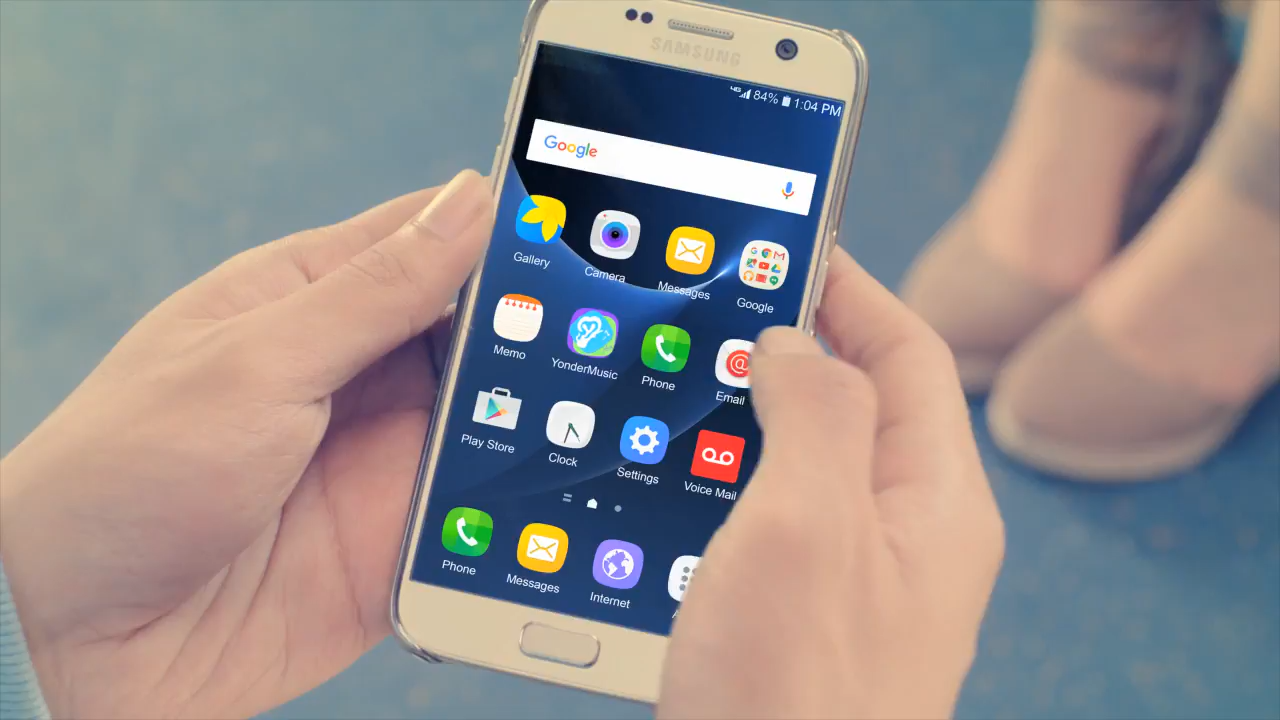 SAMSUNG
4G 84% 1:04 PM
Google
Gallery Camera Messages Google
Memo YonderMusic Phone Email
Play Store Clock Settings Voice Mail
Phone Messages Internet